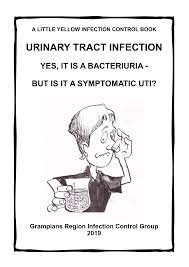 A LITTLE YELLOW INFECTION CONTROL BOOK
URINARY TRACT INFECTION
YES, IT IS A BACTERIURIA -
BUT IS IT A SYMPTOMATIC UTI?
Grampians Region Infection Control Group
2019